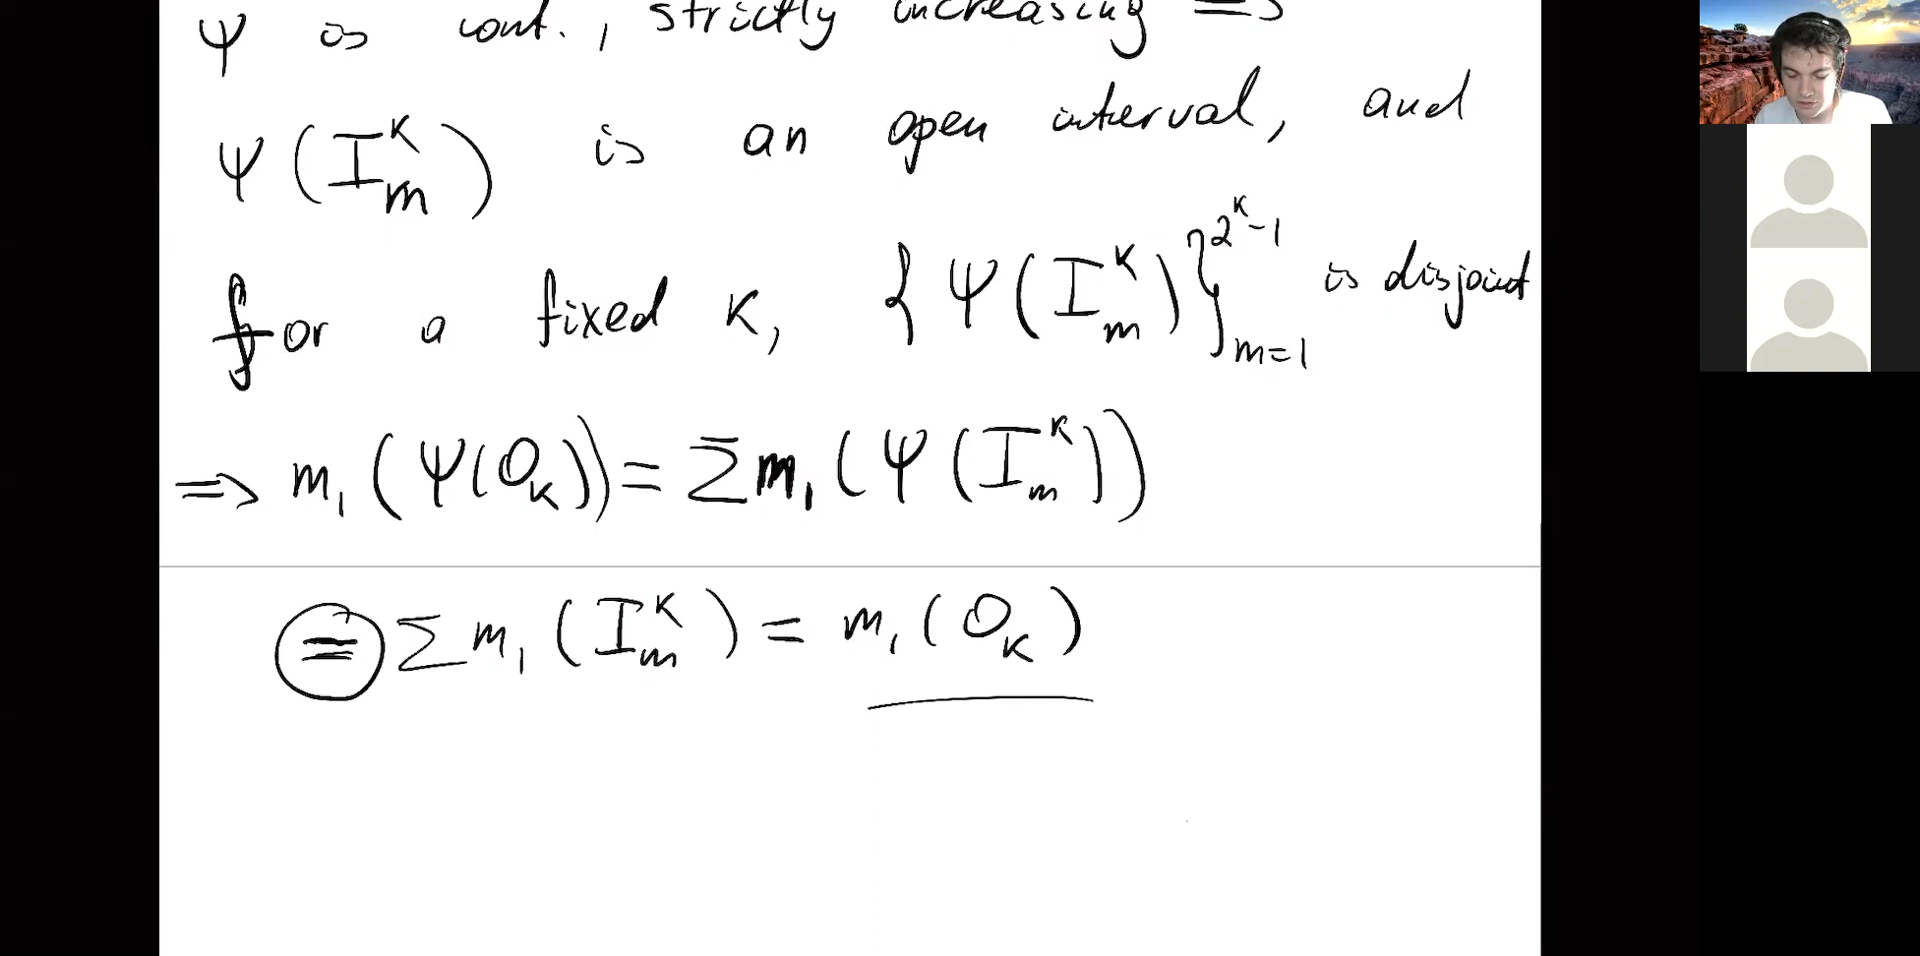 Ψ is cont., strictly increasing =>
Ψ(I_m^k) is an open interval, and
for a fixed k, {Ψ(I_m^k)}_{m=1}^{2^k-1} is disjoint
=> m_1(Ψ(O_k)) = Σ m_1(Ψ(I_m^k))
= Σ m_1(I_m^k) = m_1(O_k)